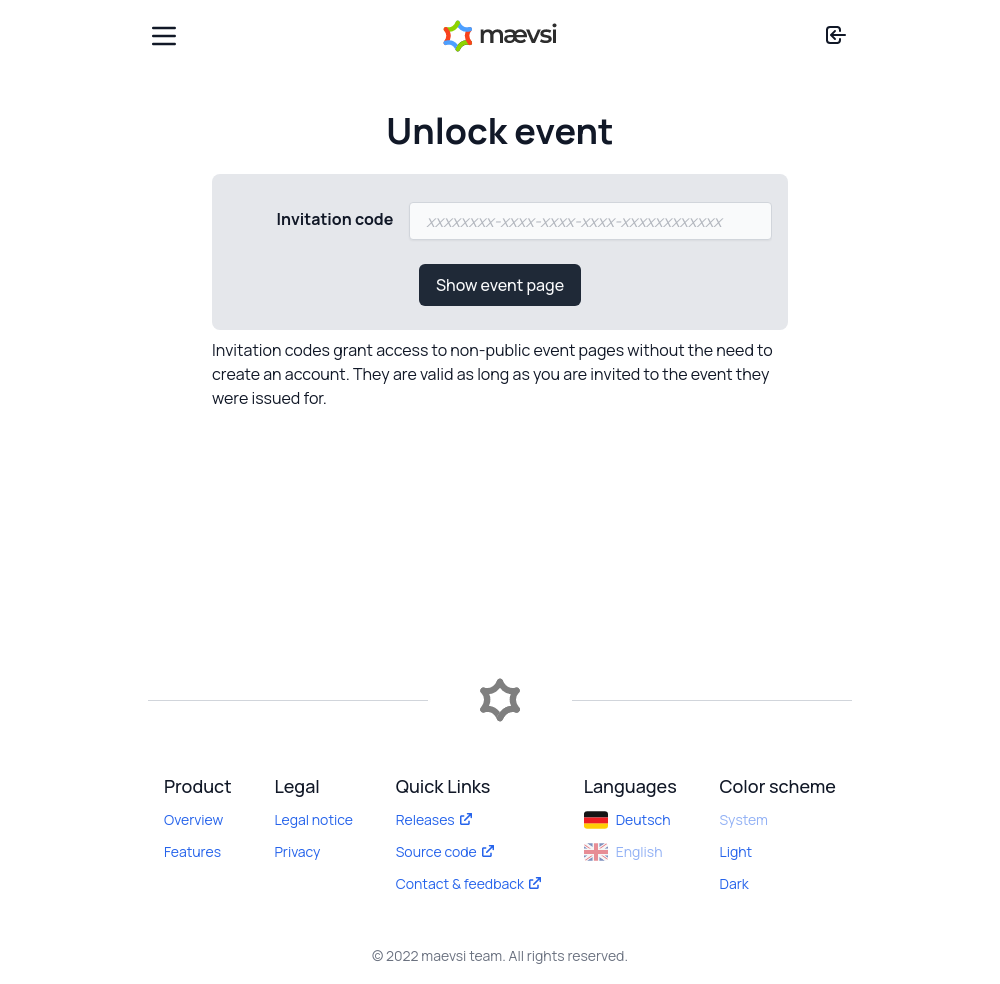 mævsi
Unlock event
Invitation code
xxxxxxxx-xxxx-xxxx-xxxx-xxxxxxxxxxxx
Show event page
Invitation codes grant access to non-public event pages without the need to
create an account. They are valid as long as you are invited to the event they
were issued for.
Product
Overview
Features
Legal
Legal notice
Privacy
Quick Links
Releases
Source code
Contact & feedback
Languages
Deutsch
English
Color scheme
System
Light
Dark
© 2022 maevsi team. All rights reserved.